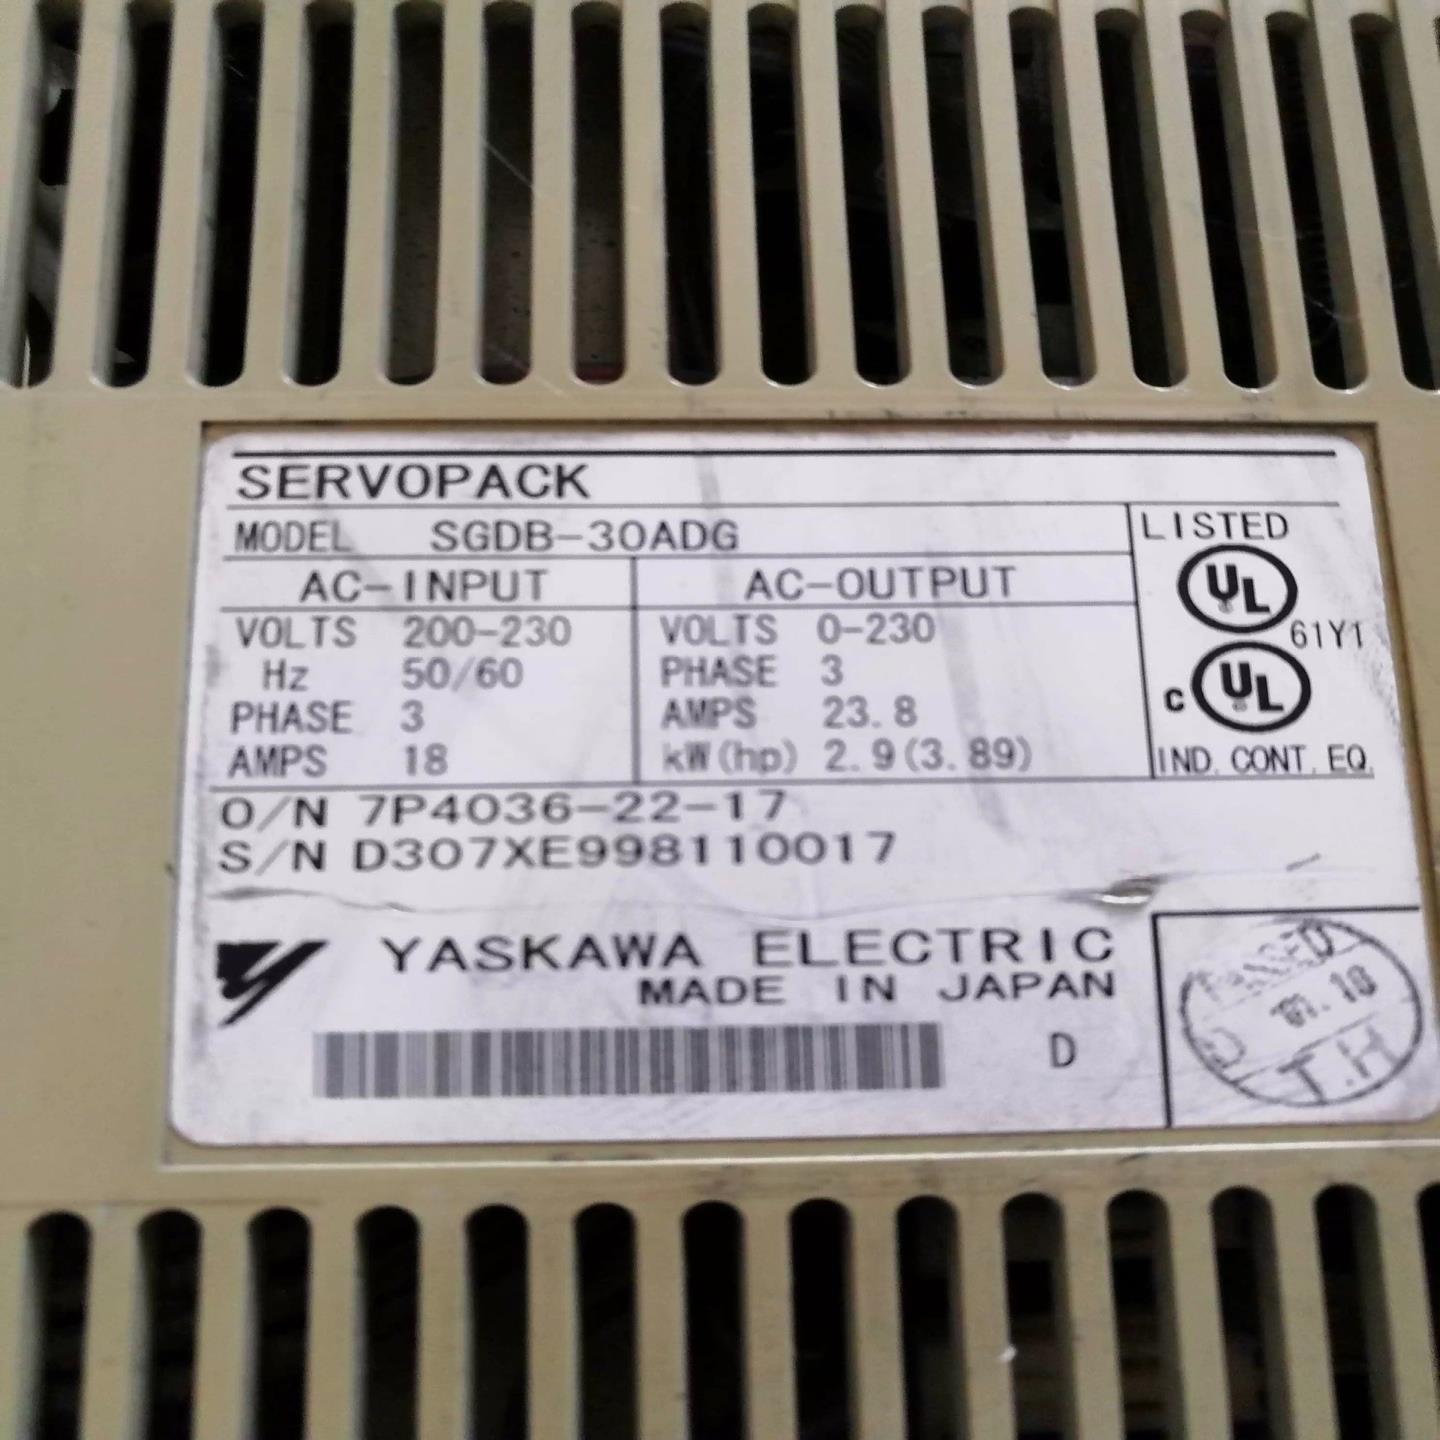 SERVOPACK
MODEL SGDB-30ADG
LISTED
AC-INPUT AC-OUTPUT
UL
VOLTS 200-230 VOLTS 0-230
61Y1
Hz 50/60 PHASE 3
c UL
PHASE 3 AMPS 23.8
AMPS 18 kW(hp) 2.9(3.89)
IND. CONT. EQ.
O/N 7P4036-22-17
S/N D307XE998110017
YASKAWA ELECTRIC
MADE IN JAPAN
D
T.H